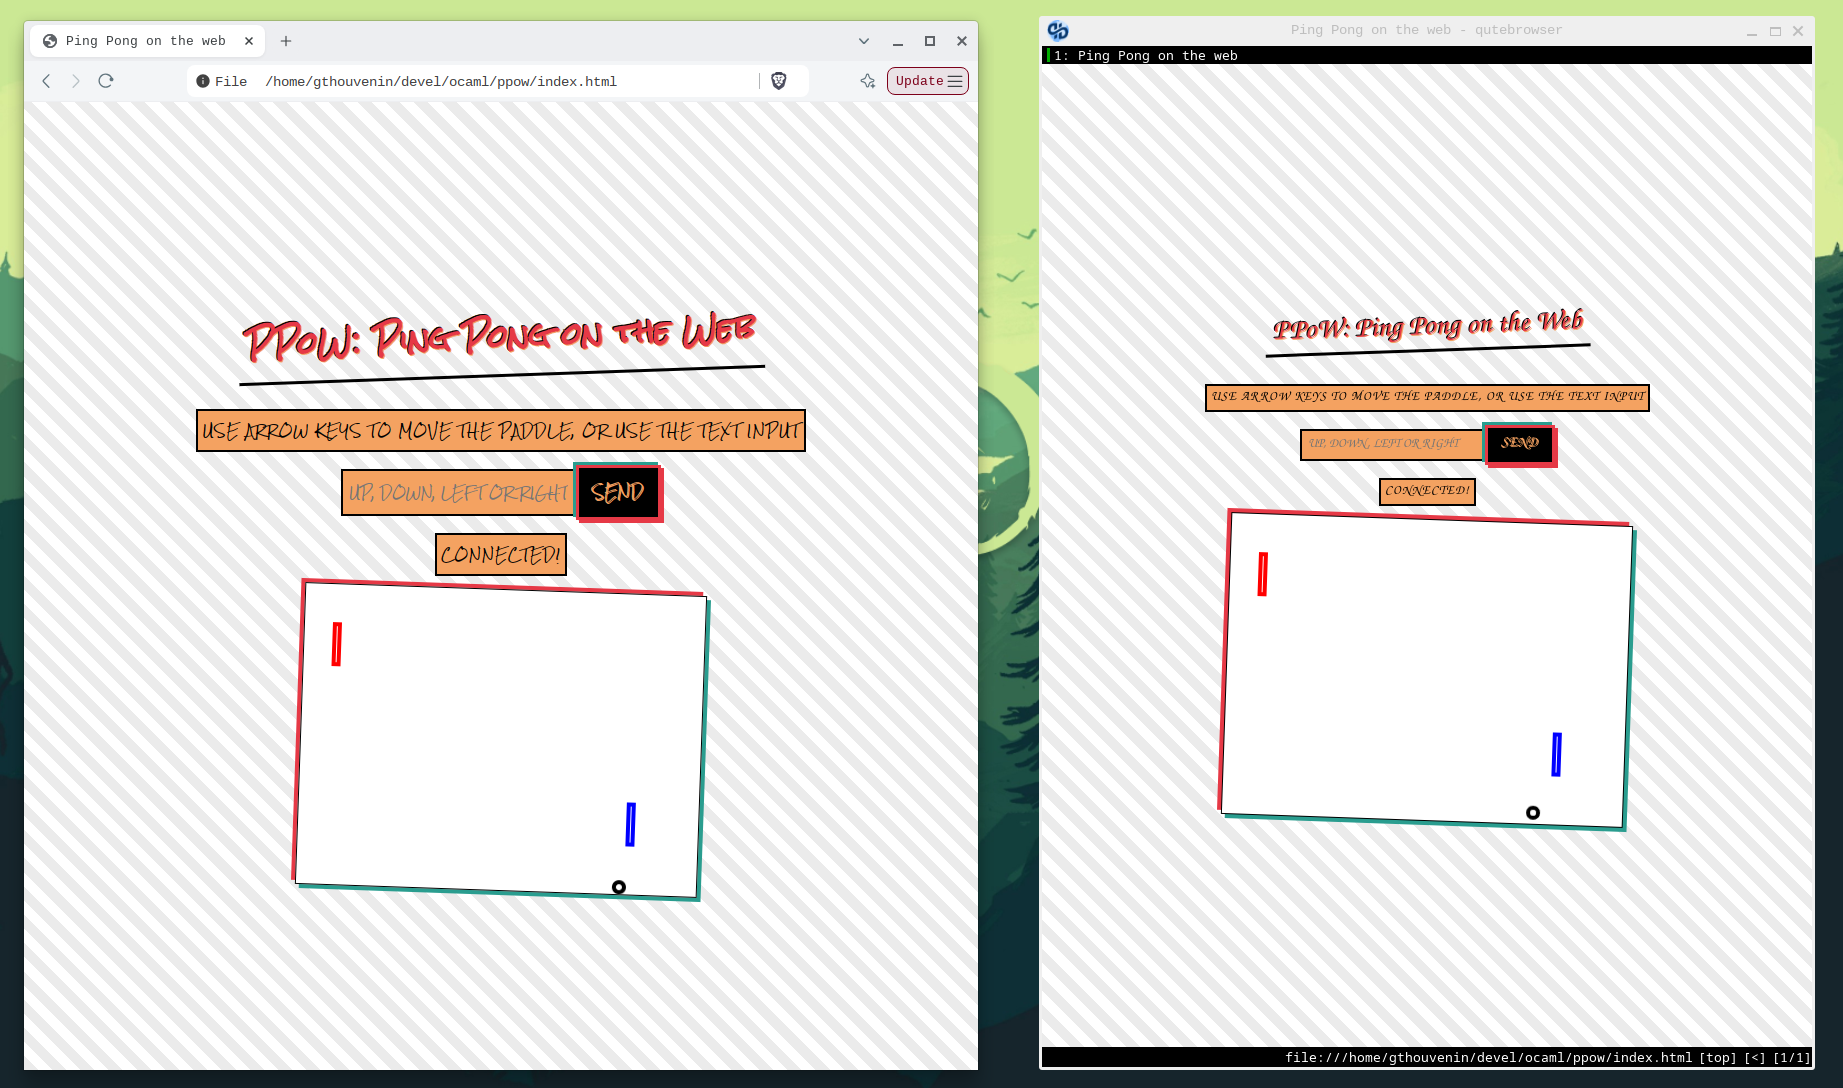 Ping Pong on the web
File /home/gthouvenin/devel/ocaml/ppow/index.html
Update
PPoW: Ping Pong on the Web
USE ARROW KEYS TO MOVE THE PADDLE, OR USE THE TEXT INPUT
UP, DOWN, LEFT OR RIGHT
SEND
CONNECTED!
Ping Pong on the web - qutebrowser
1: Ping Pong on the web
PPoW: Ping Pong on the Web
USE ARROW KEYS TO MOVE THE PADDLE, OR USE THE TEXT INPUT
UP, DOWN, LEFT OR RIGHT
SEND
CONNECTED!
file:///home/gthouvenin/devel/ocaml/ppow/index.html [top] [<] [1/1]